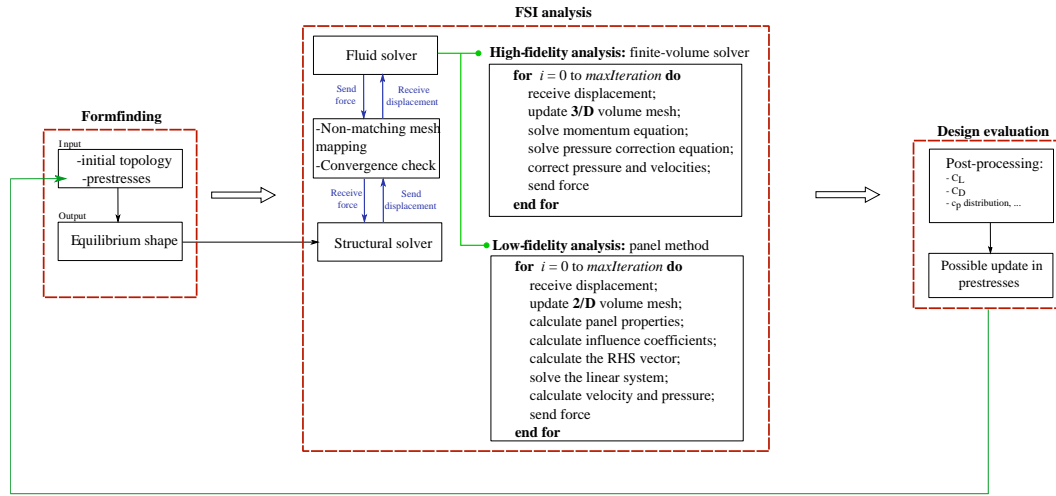 FSI analysis
Formfinding
Input
-initial topology
-prestresses
Output
Equilibrium shape
Fluid solver
Send
force
Receive
displacement
-Non-matching mesh
mapping
-Convergence check
Receive
force
Send
displacement
Structural solver
High-fidelity analysis: finite-volume solver
for i = 0 to maxIteration do
receive displacement;
update 3/D volume mesh;
solve momentum equation;
solve pressure correction equation;
correct pressure and velocities;
send force
end for
Low-fidelity analysis: panel method
for i = 0 to maxIteration do
receive displacement;
update 2/D volume mesh;
calculate panel properties;
calculate influence coefficients;
calculate the RHS vector;
solve the linear system;
calculate velocity and pressure;
send force
end for
Design evaluation
Post-processing:
- CL
- CD
- cp distribution, ...
Possible update in
prestresses